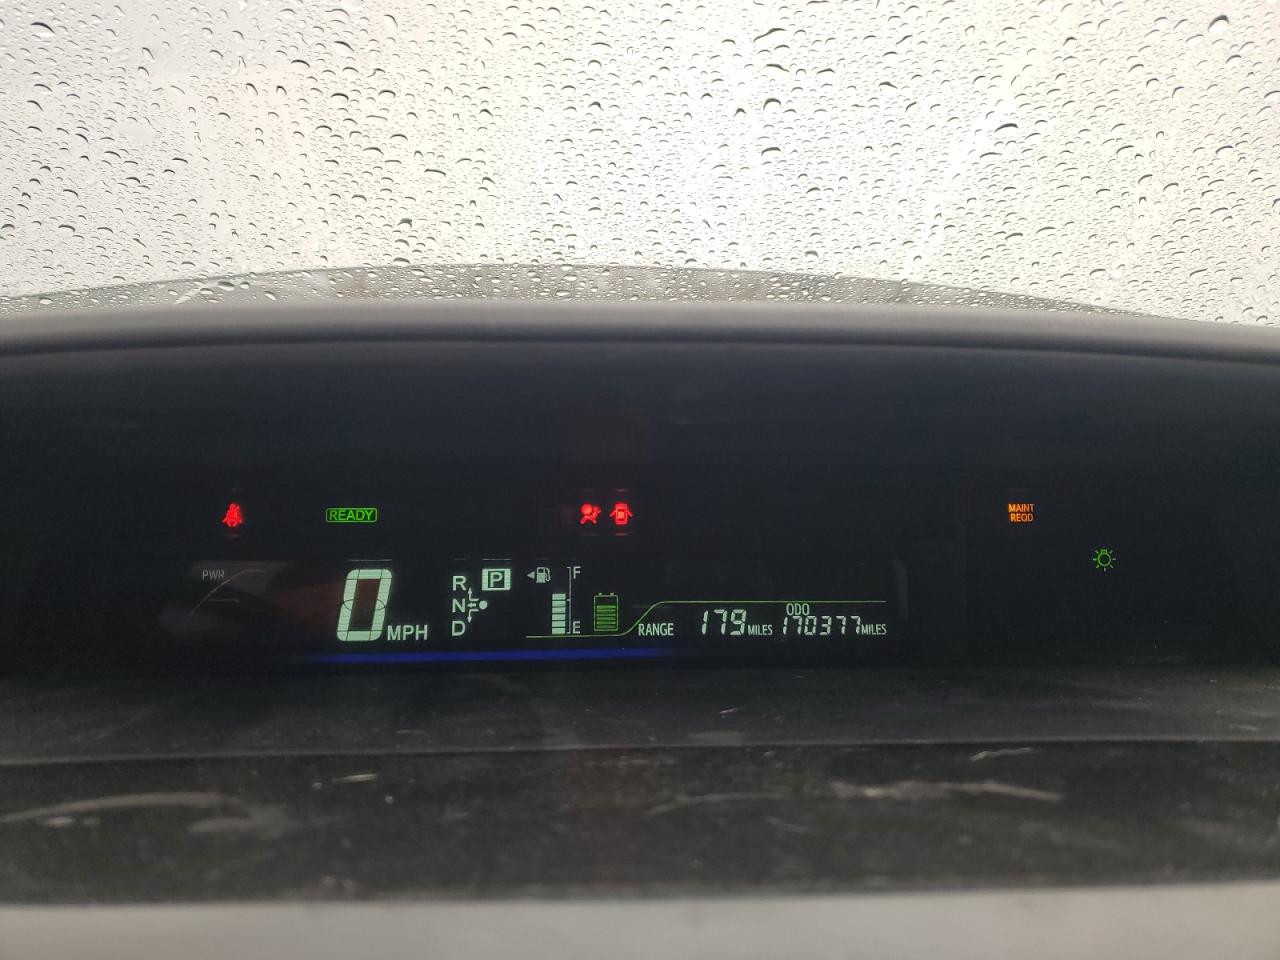 READY
MAINT
REQD
PWR
0 MPH
R P
N
D
F
E
RANGE 179 MILES
ODO
170377 MILES